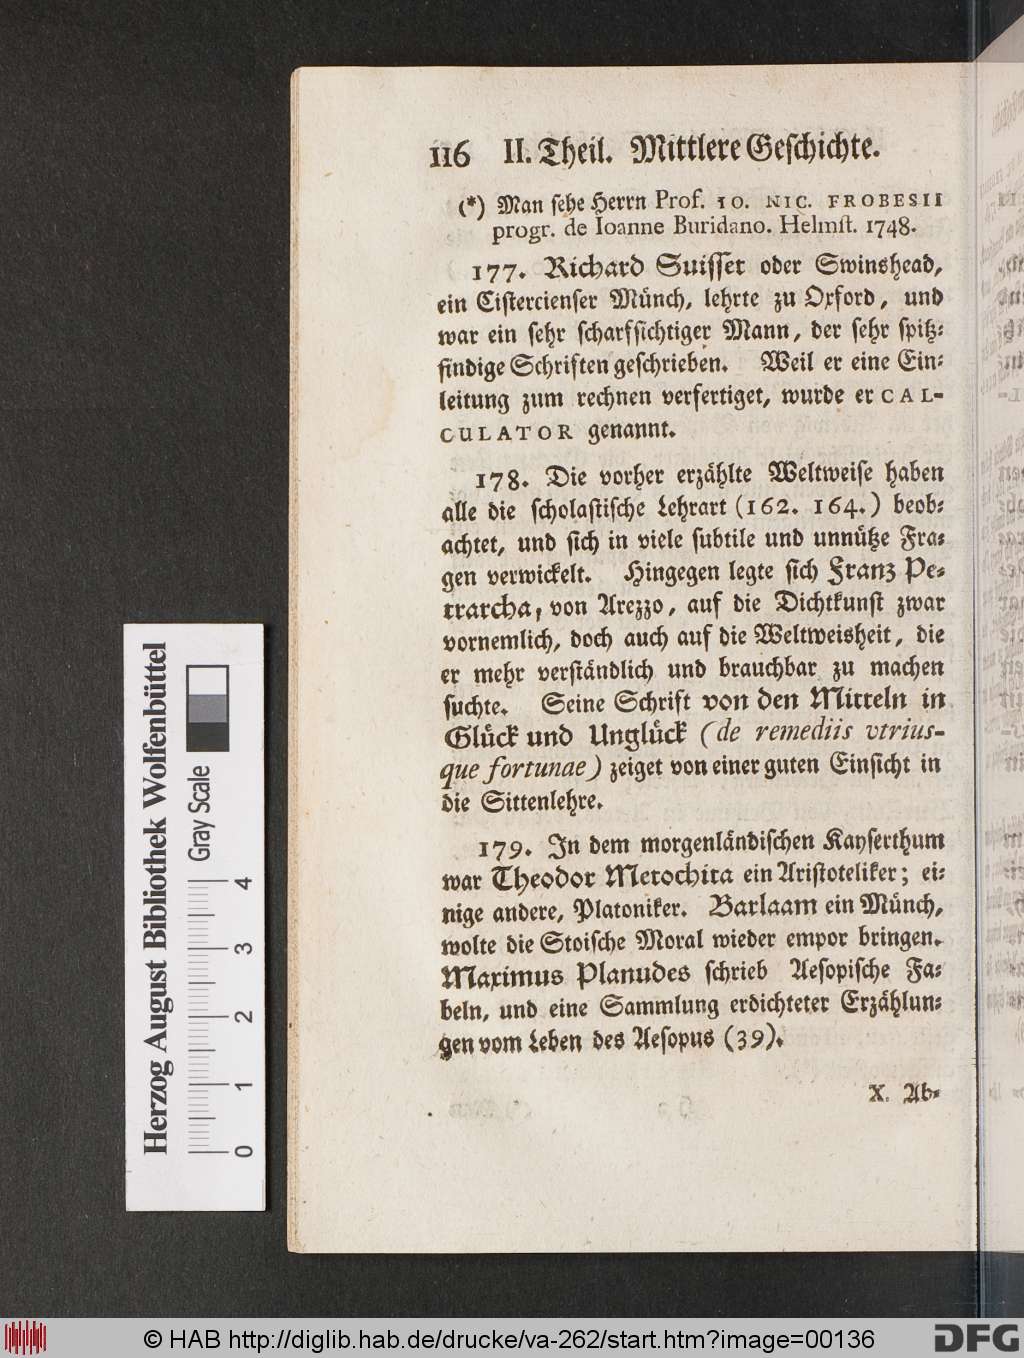 116 II. Theil. Mittlere Geschichte.
(*) Man sehe Herrn Prof. IO. NIC. FROBESII
progr. de Ioanne Buridano. Helmst. 1748.
177. Richard Suisset oder Swinshead,
ein Cistercienser Münch, lehrte zu Oxford, und
war ein sehr scharfsichtiger Mann, der sehr spitz-
findige Schriften geschrieben. Weil er eine Ein-
leitung zum rechnen verfertiget, wurde er CAL-
CULATOR genannt.
178. Die vorher erzählte Weltweise haben
alle die scholastische Lehrart (162. 164.) beob-
achtet, und sich in viele subtile und unnütze Fra-
gen verwickelt. Hingegen legte sich Franz Pe-
trarcha, von Arezzo, auf die Dichtkunst zwar
vornemlich, doch auch auf die Weltweisheit, die
er mehr verständlich und brauchbar zu machen
suchte. Seine Schrift von den Mitteln in
Glück und Unglück (de remediis vtrius-
que fortunae) zeiget von einer guten Einsicht in
die Sittenlehre.
179. In dem morgenländischen Kayserthum
war Theodor Metochita ein Aristoteliker; ei-
nige andere, Platoniker. Barlaam ein Münch,
wolte die Stoische Moral wieder empor bringen.
Maximus Planudes schrieb Aesopische Fa-
beln, und eine Sammlung erdichteter Erzählun-
gen vom Leben des Aesopus (39).
X. Ab-
Herzog August Bibliothek Wolfenbüttel
Gray Scale
0 1 2 3 4
© HAB http://diglib.hab.de/drucke/va-262/start.htm?image=00136
DFG